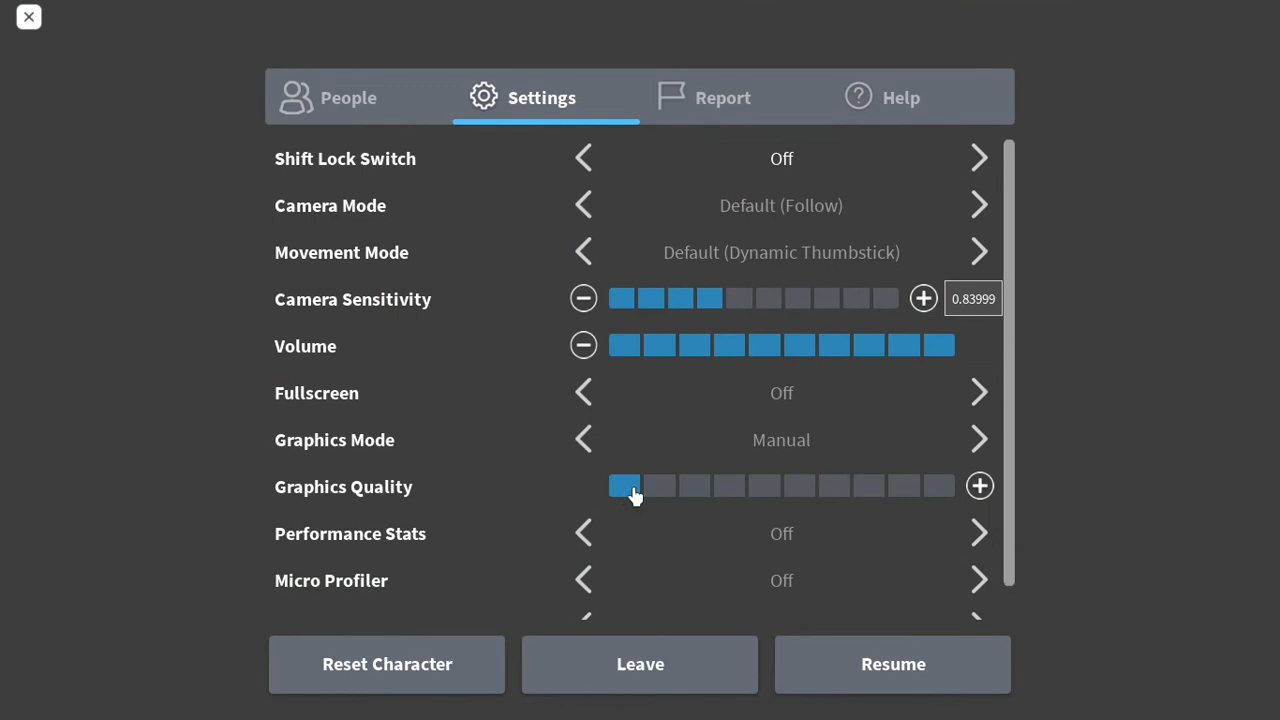 People Settings Report Help
Shift Lock Switch Off
Camera Mode Default (Follow)
Movement Mode Default (Dynamic Thumbstick)
Camera Sensitivity 0.83999
Volume
Fullscreen Off
Graphics Mode Manual
Graphics Quality
Performance Stats Off
Micro Profiler Off
Reset Character Leave Resume